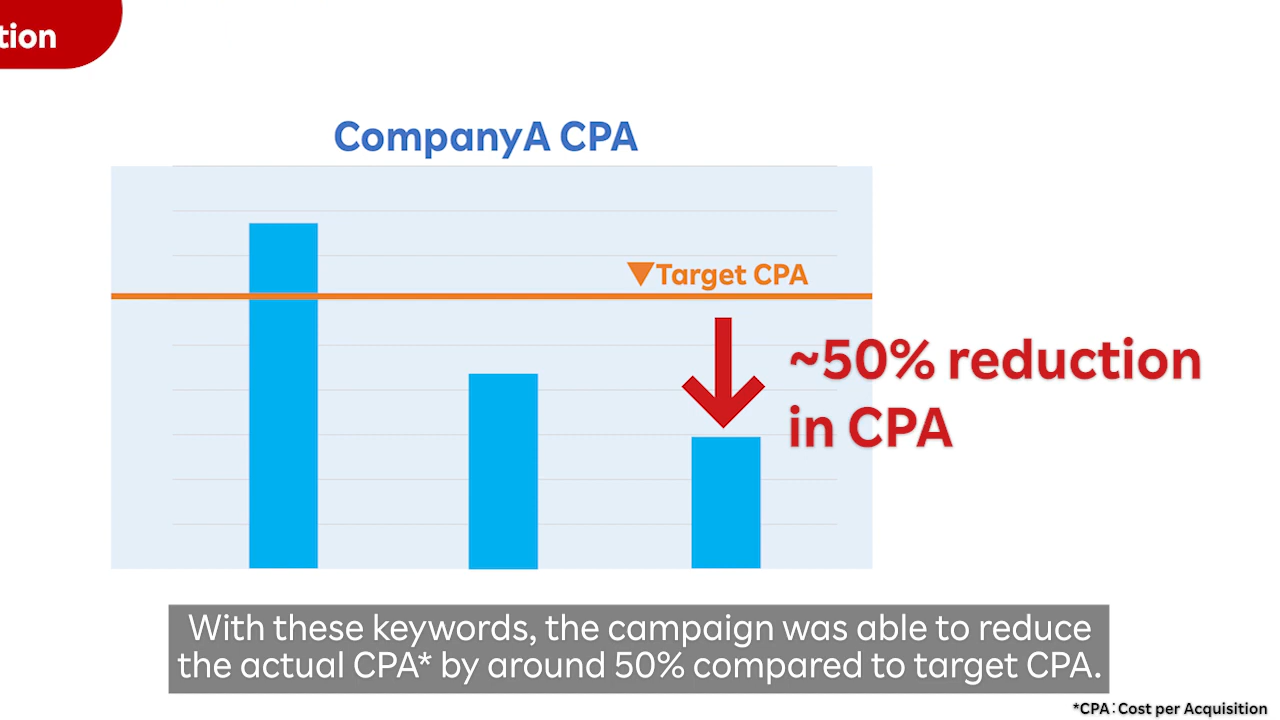 tion
CompanyA CPA
▼Target CPA
~50% reduction
in CPA
With these keywords, the campaign was able to reduce
the actual CPA* by around 50% compared to target CPA.
*CPA:Cost per Acquisition